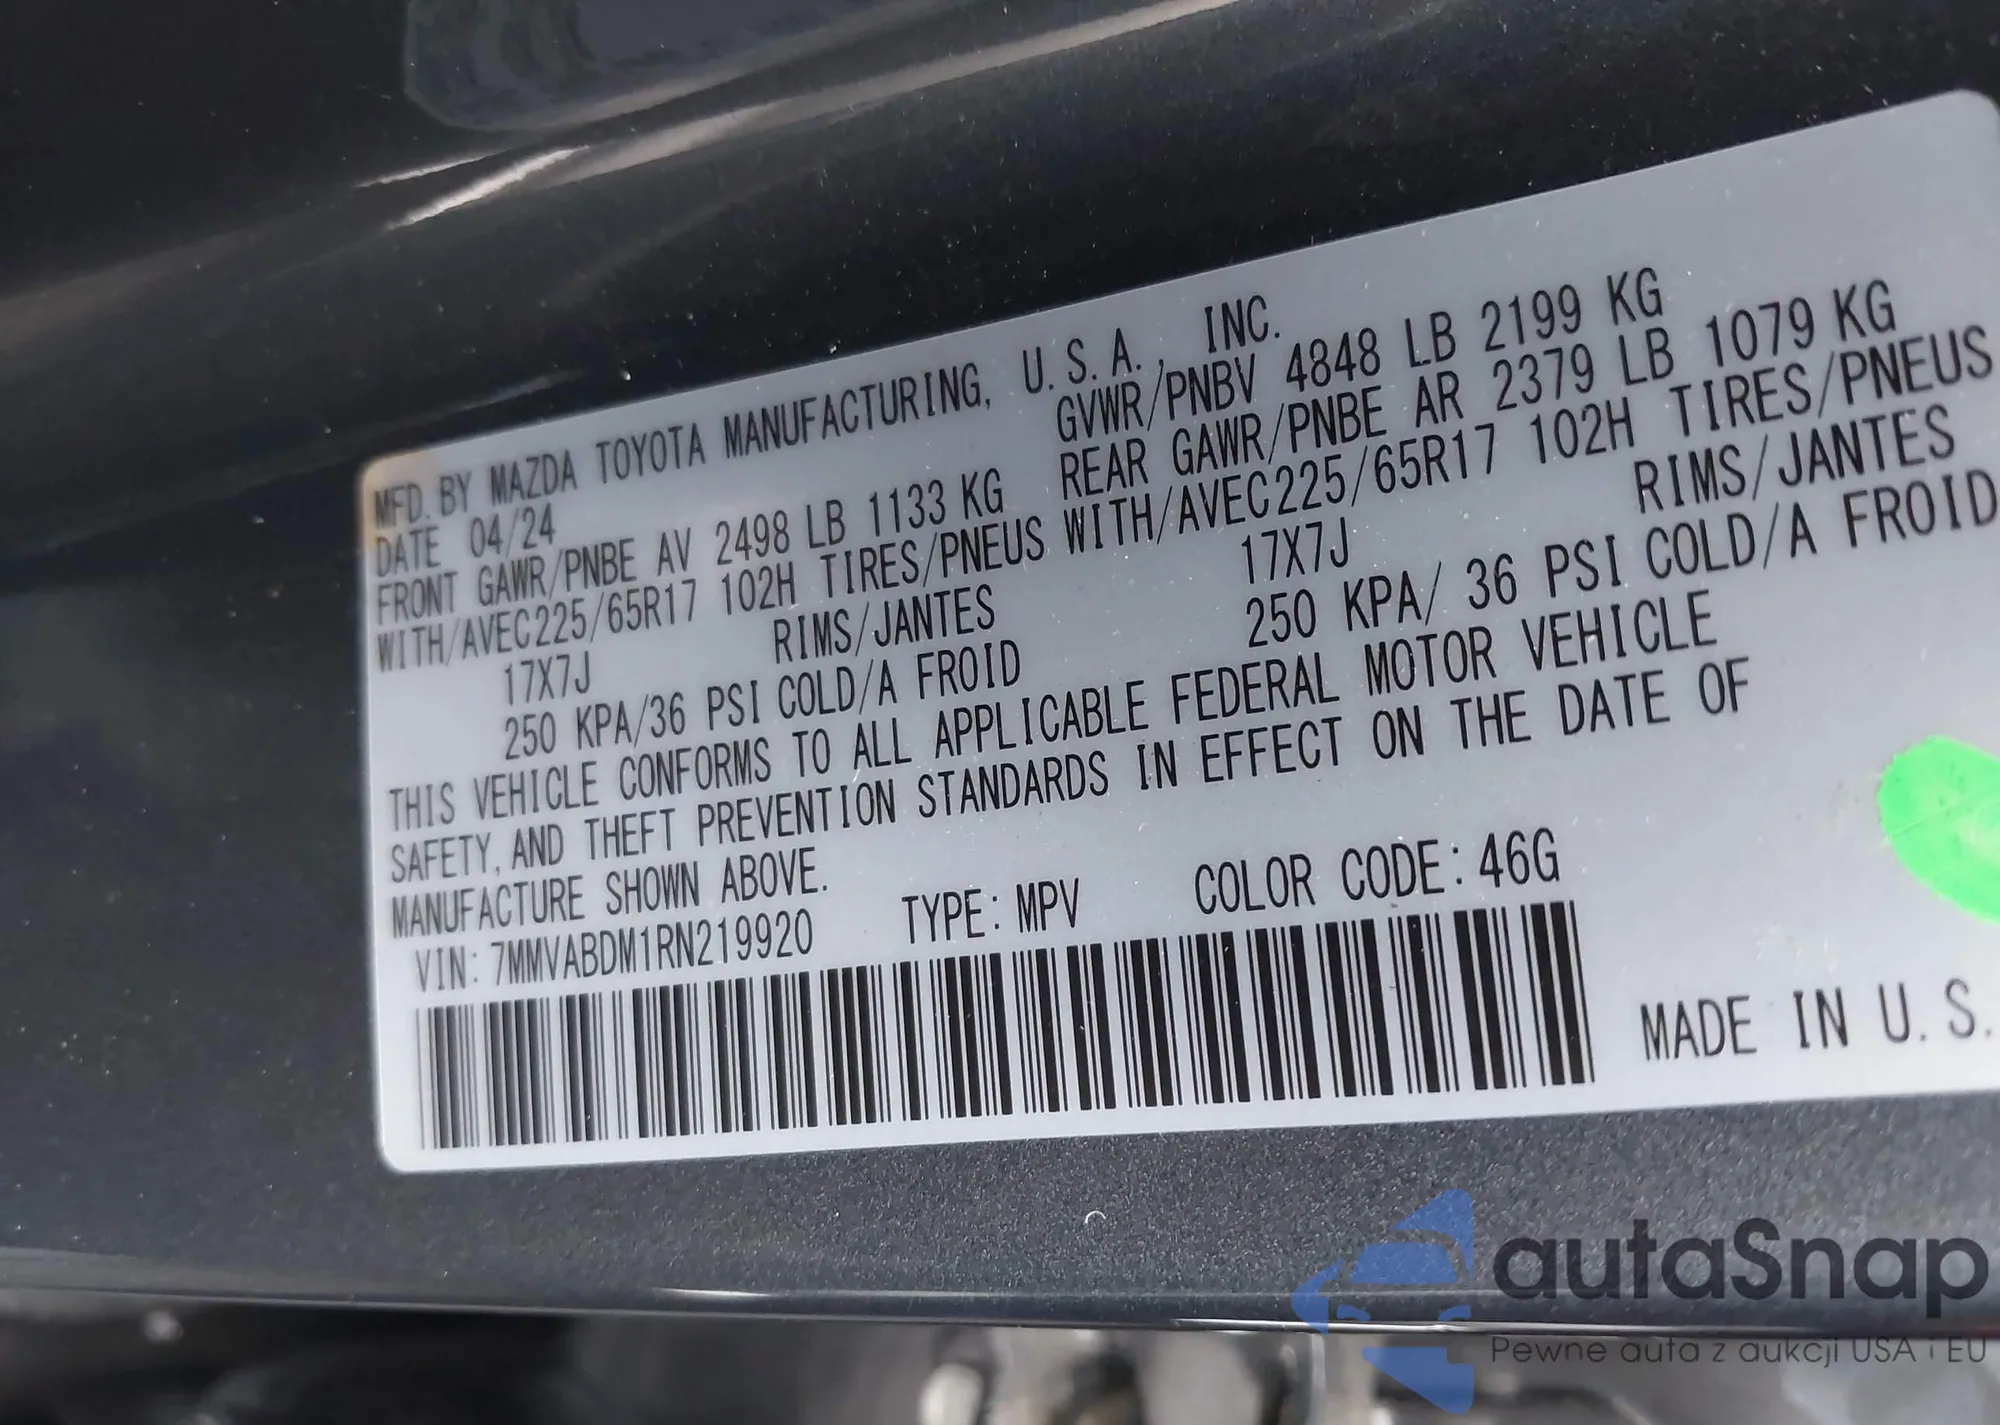 MFD. BY MAZDA TOYOTA MANUFACTURING, U.S.A., INC.
DATE 04/24 GVWR/PNBV 4848 LB 2199 KG
FRONT GAWR/PNBE AV 2498 LB 1133 KG REAR GAWR/PNBE AR 2379 LB 1079 KG
WITH/AVEC225/65R17 102H TIRES/PNEUS WITH/AVEC225/65R17 102H TIRES/PNEUS
17X7J RIMS/JANTES 17X7J RIMS/JANTES
250 KPA/36 PSI COLD/A FROID 250 KPA/ 36 PSI COLD/A FROID
THIS VEHICLE CONFORMS TO ALL APPLICABLE FEDERAL MOTOR VEHICLE
SAFETY, AND THEFT PREVENTION STANDARDS IN EFFECT ON THE DATE OF
MANUFACTURE SHOWN ABOVE.
VIN: 7MMVABDM1RN219920 TYPE: MPV COLOR CODE: 46G
MADE IN U.S.
autaSnap
Pewne auta z aukcji USA i EU